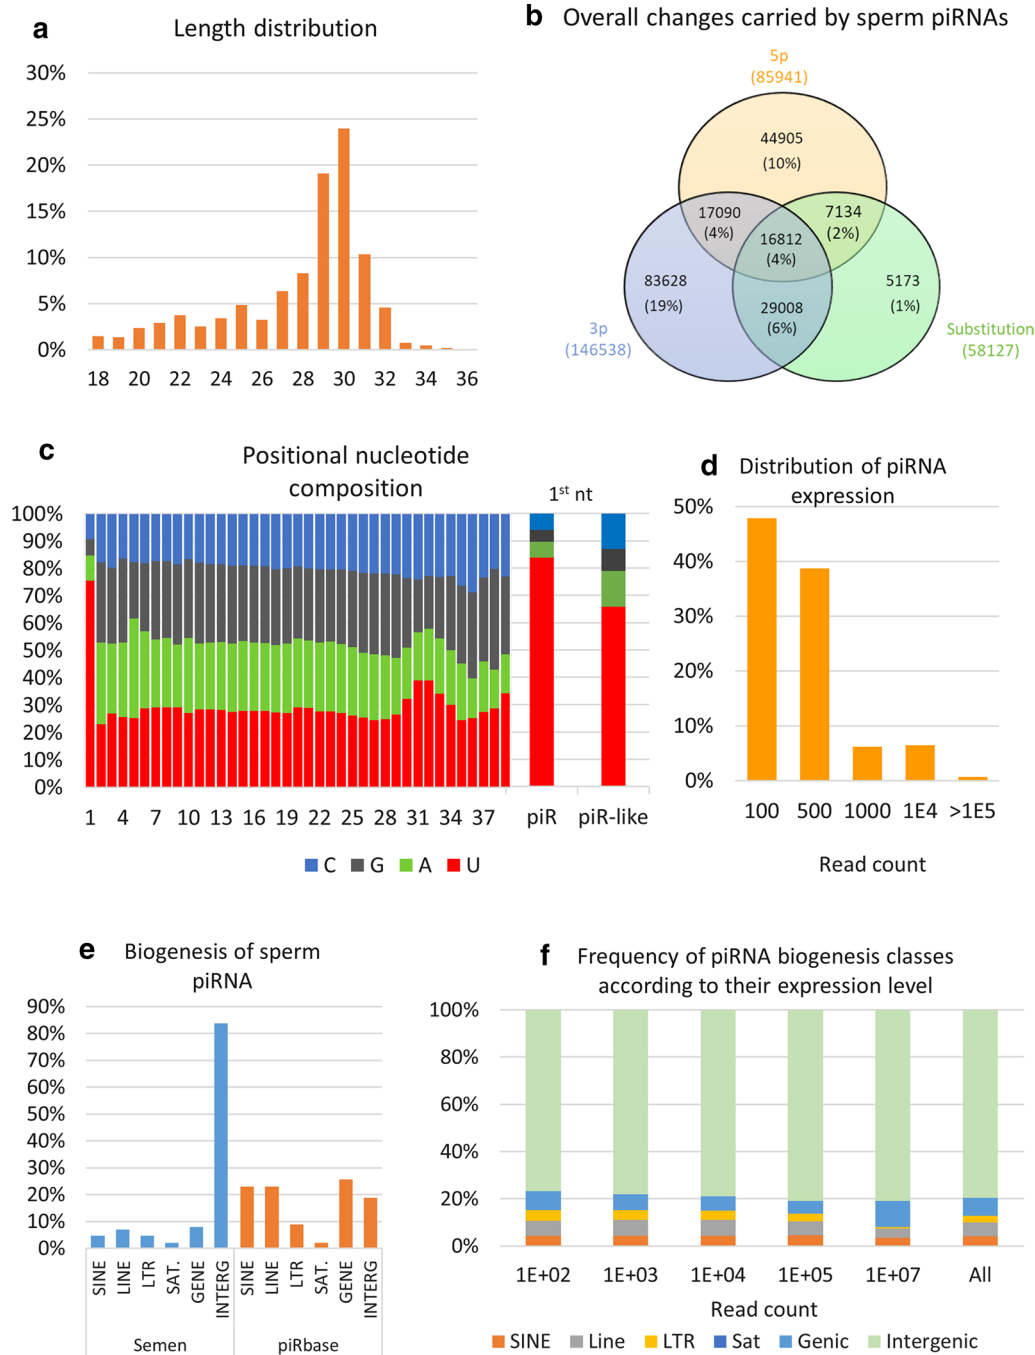 a
Length distribution
30%
25%
20%
15%
10%
5%
0%
18 20 22 24 26 28 30 32 34 36
b
Overall changes carried by sperm piRNAs
5p
(85941)
44905
(10%)
17090
(4%)
7134
(2%)
16812
(4%)
83628
(19%)
29008
(6%)
5173
(1%)
3p
(146538)
Substitution
(58127)
c
Positional nucleotide
composition
1st nt
100%
90%
80%
70%
60%
50%
40%
30%
20%
10%
0%
1 4 7 10 13 16 19 22 25 28 31 34 37 piR piR-like
C G A U
d
Distribution of piRNA
expression
50%
40%
30%
20%
10%
0%
100 500 1000 1E4 >1E5
Read count
e
Biogenesis of sperm
piRNA
90%
80%
70%
60%
50%
40%
30%
20%
10%
0%
SINE LINE LTR SAT. GENE INTERG SINE LINE LTR SAT. GENE INTERG
Semen piRbase
f
Frequency of piRNA biogenesis classes
according to their expression level
100%
80%
60%
40%
20%
0%
1E+02 1E+03 1E+04 1E+05 1E+07 All
Read count
SINE Line LTR Sat Genic Intergenic